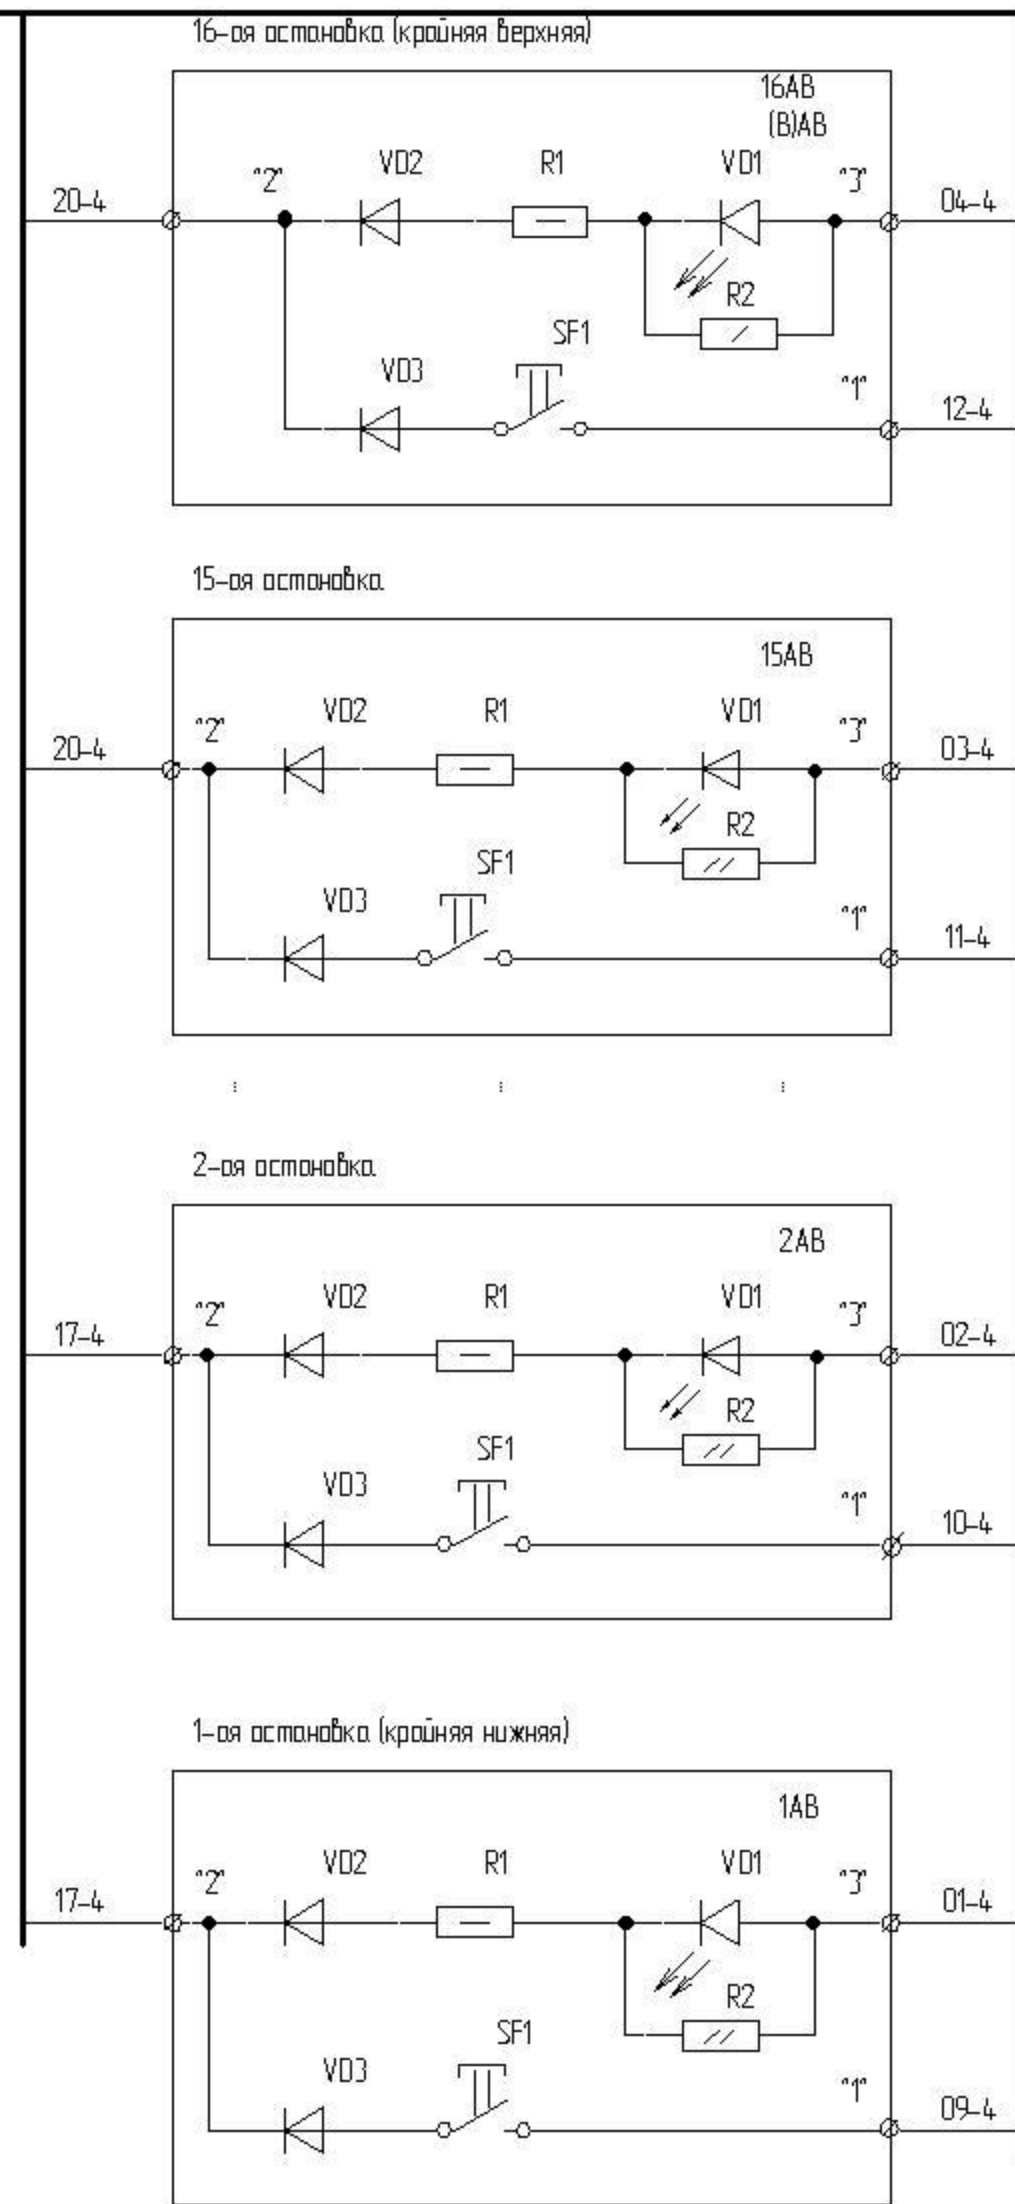 16-ая остановка (крайняя верхняя)
16АВ
(В)АВ
20-4
"2"
VD2
R1
VD1
"3"
04-4
R2
SF1
VD3
"1"
12-4
15-ая остановка
15АВ
20-4
"2"
VD2
R1
VD1
"3"
03-4
R2
SF1
VD3
"1"
11-4
2-ая остановка
2АВ
17-4
"2"
VD2
R1
VD1
"3"
02-4
R2
SF1
VD3
"1"
10-4
1-ая остановка (крайняя нижняя)
1АВ
17-4
"2"
VD2
R1
VD1
"3"
01-4
R2
SF1
VD3
"1"
09-4